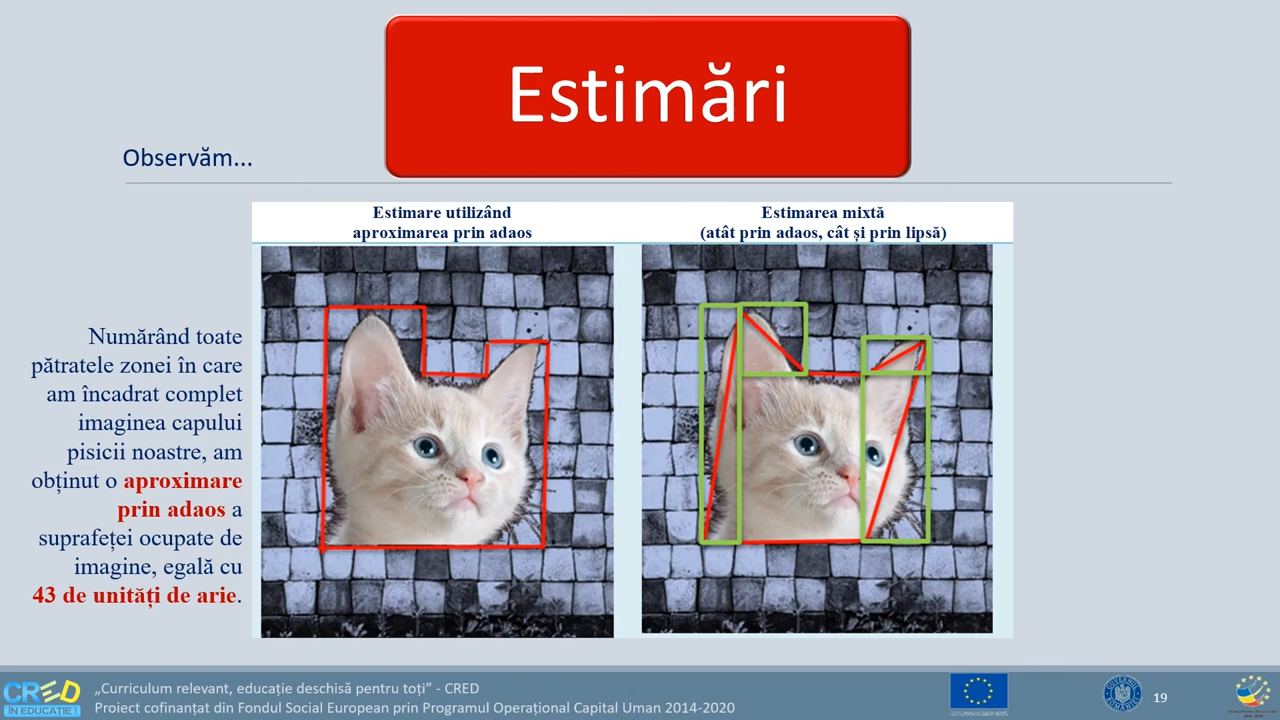 Estimări
Observăm...
Estimare utilizând
aproximarea prin adaos
Estimarea mixtă
(atât prin adaos, cât și prin lipsă)
Numărând toate
pătratele zonei în care
am încadrat complet
imaginea capului
pisicii noastre, am
obținut o aproximare
prin adaos a
suprafeței ocupate de
imagine, egală cu
43 de unități de arie.
CRED
ÎN EDUCAȚIE !
„Curriculum relevant, educație deschisă pentru toți” - CRED
Proiect cofinanțat din Fondul Social European prin Programul Operațional Capital Uman 2014-2020
19